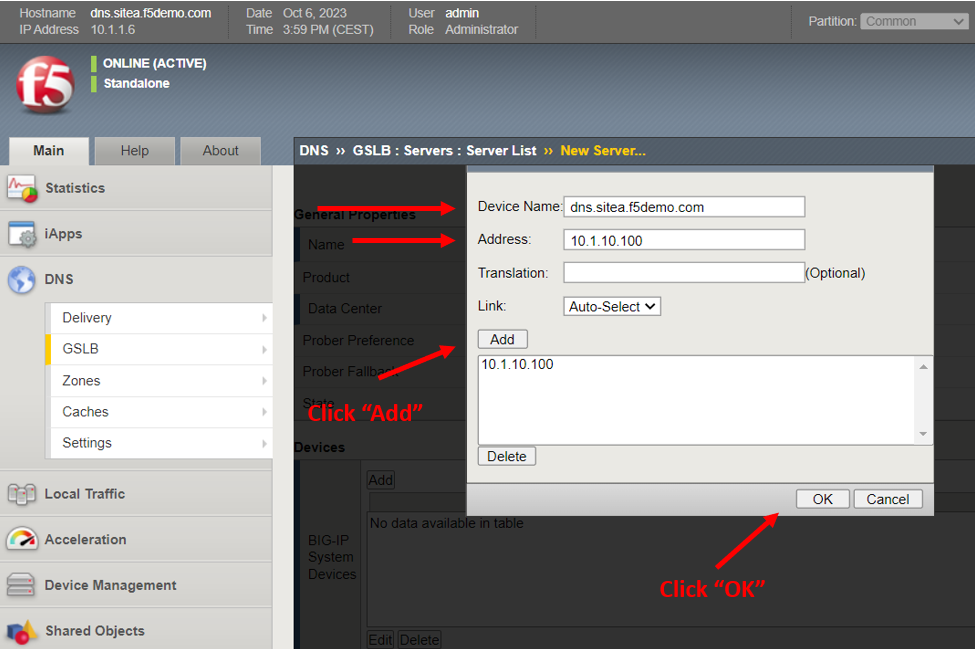 Hostname dns.sitea.f5demo.com Date Oct 6, 2023 User admin Partition: Common
IP Address 10.1.1.6 Time 3:59 PM (CEST) Role Administrator
f5
ONLINE (ACTIVE)
Standalone
Main Help About
DNS ›› GSLB : Servers : Server List ›› New Server...
Statistics
iApps
DNS
Delivery
GSLB
Zones
Caches
Settings
Local Traffic
Acceleration
Device Management
Shared Objects
General Properties
Name
Product
Data Center
Prober Preference
Prober Fallback
State
Devices
BIG-IP
System
Devices
Add
No data available in table
Edit Delete
Device Name: dns.sitea.f5demo.com
Address: 10.1.10.100
Translation: (Optional)
Link: Auto-Select
Add
10.1.10.100
Delete
OK Cancel
Click “Add”
Click “OK”